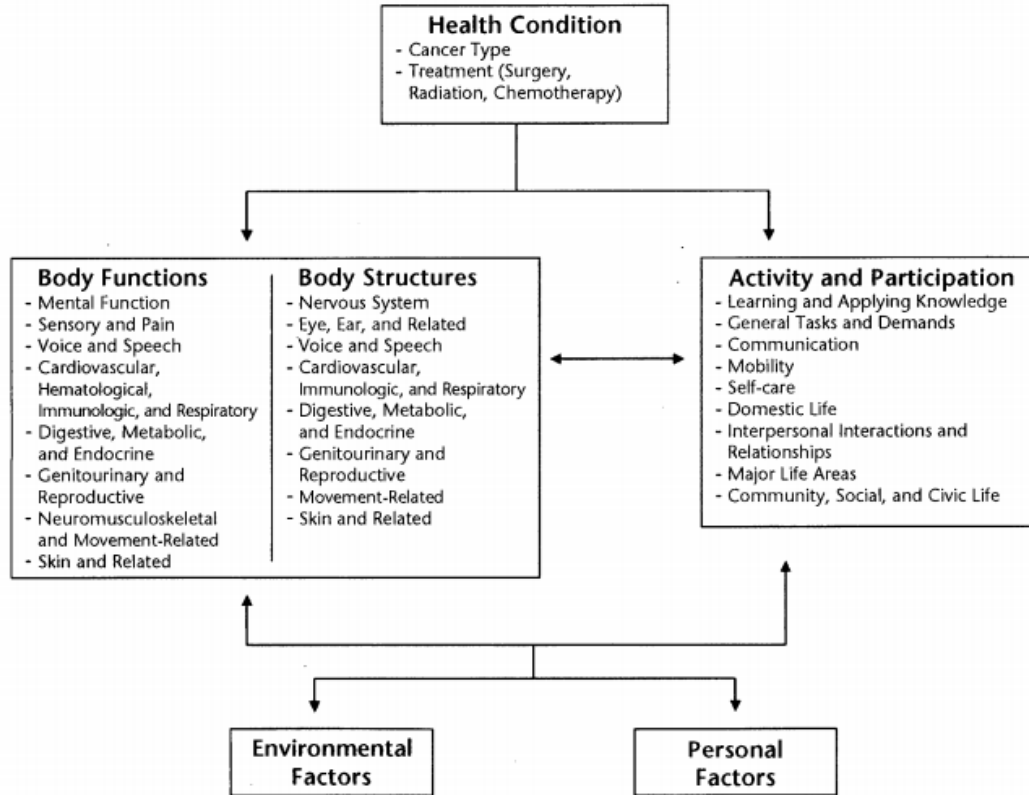 Health Condition
- Cancer Type
- Treatment (Surgery,
Radiation, Chemotherapy)
Body Functions
- Mental Function
- Sensory and Pain
- Voice and Speech
- Cardiovascular,
Hematological,
Immunologic, and Respiratory
- Digestive, Metabolic,
and Endocrine
- Genitourinary and
Reproductive
- Neuromusculoskeletal
and Movement-Related
- Skin and Related
Body Structures
- Nervous System
- Eye, Ear, and Related
- Voice and Speech
- Cardiovascular,
Immunologic, and Respiratory
- Digestive, Metabolic,
and Endocrine
- Genitourinary and
Reproductive
- Movement-Related
- Skin and Related
Activity and Participation
- Learning and Applying Knowledge
- General Tasks and Demands
- Communication
- Mobility
- Self-care
- Domestic Life
- Interpersonal Interactions and
Relationships
- Major Life Areas
- Community, Social, and Civic Life
Environmental
Factors
Personal
Factors